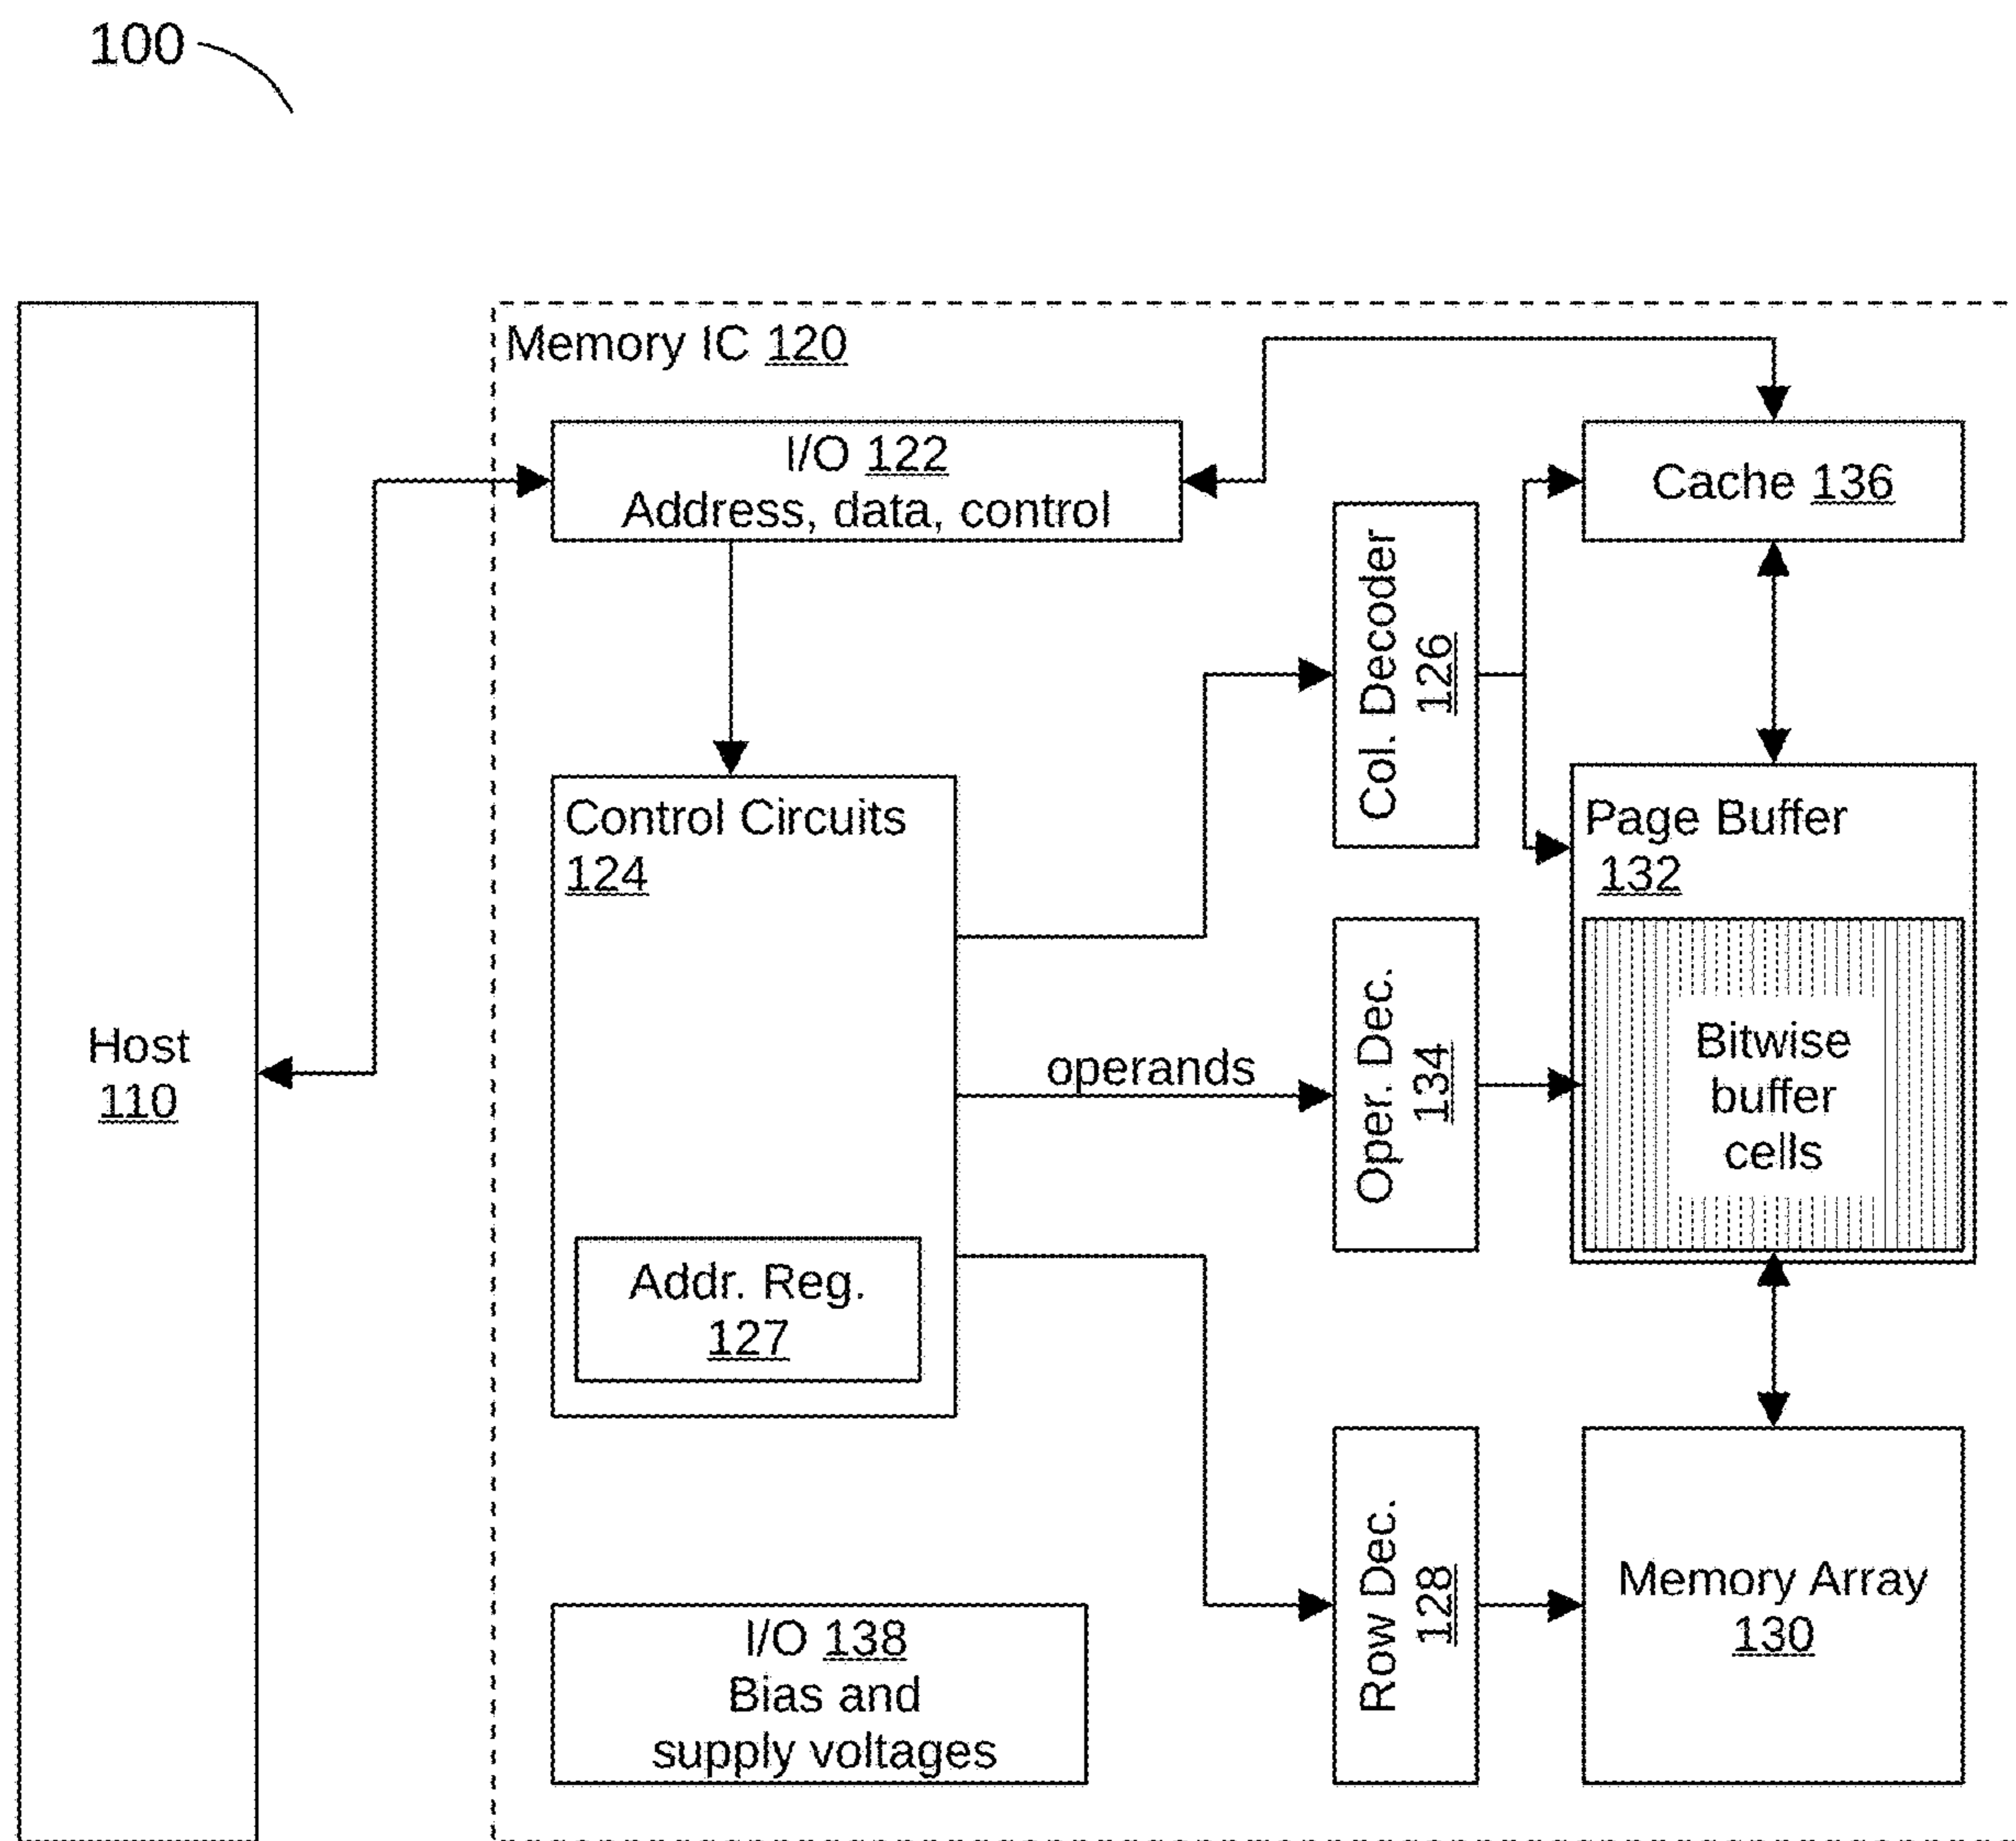 100
Memory IC 120
I/O 122
Address, data, control
Cache 136
Col. Decoder
126
Control Circuits
124
Page Buffer
132
Host
110
operands
Oper. Dec.
134
Bitwise
buffer
cells
Addr. Reg.
127
Row Dec.
128
Memory Array
130
I/O 138
Bias and
supply voltages